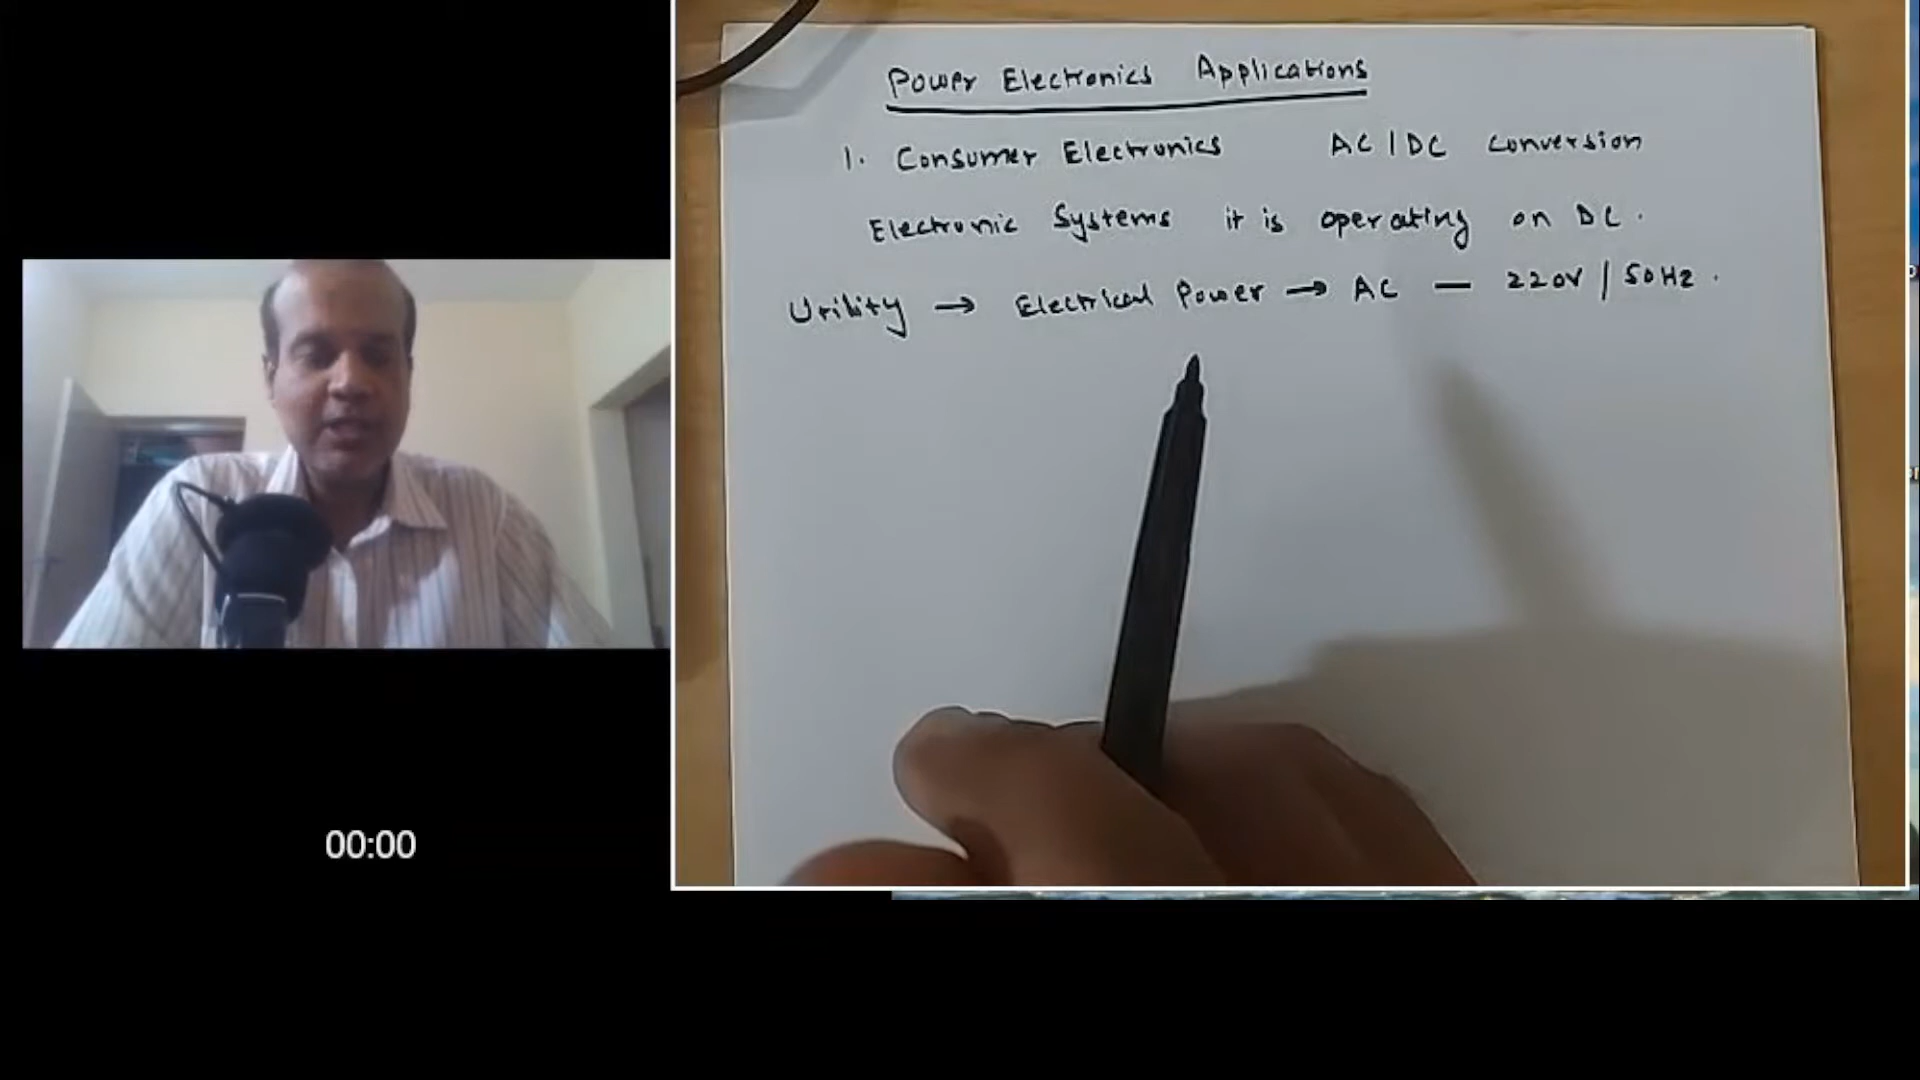 Power Electronics Applications
1. Consumer Electronics AC/DC conversion
Electronic Systems it is operating on DC.
Utility → Electrical Power → AC — 220V / 50Hz.
00:00